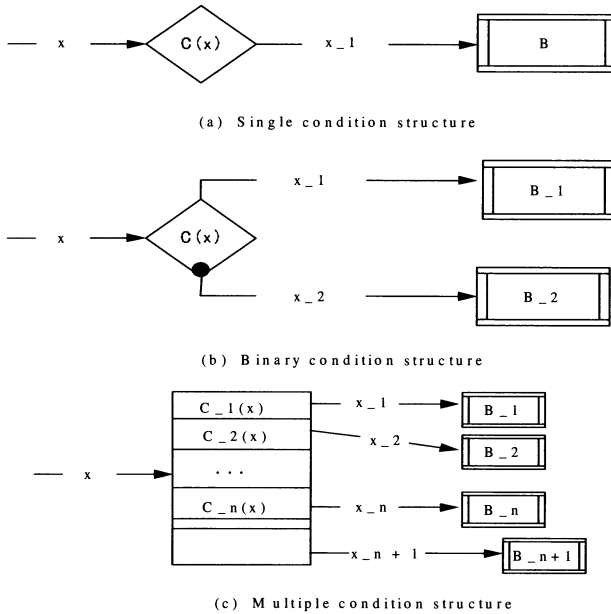 x C(x) x_1 B
(a) Single condition structure
x_1 B_1
x C(x)
x_2 B_2
(b) Binary condition structure
C_1(x) x_1 B_1
C_2(x) x_2 B_2
x ...
C_n(x) x_n B_n
x_n+1 B_n+1
(c) Multiple condition structure